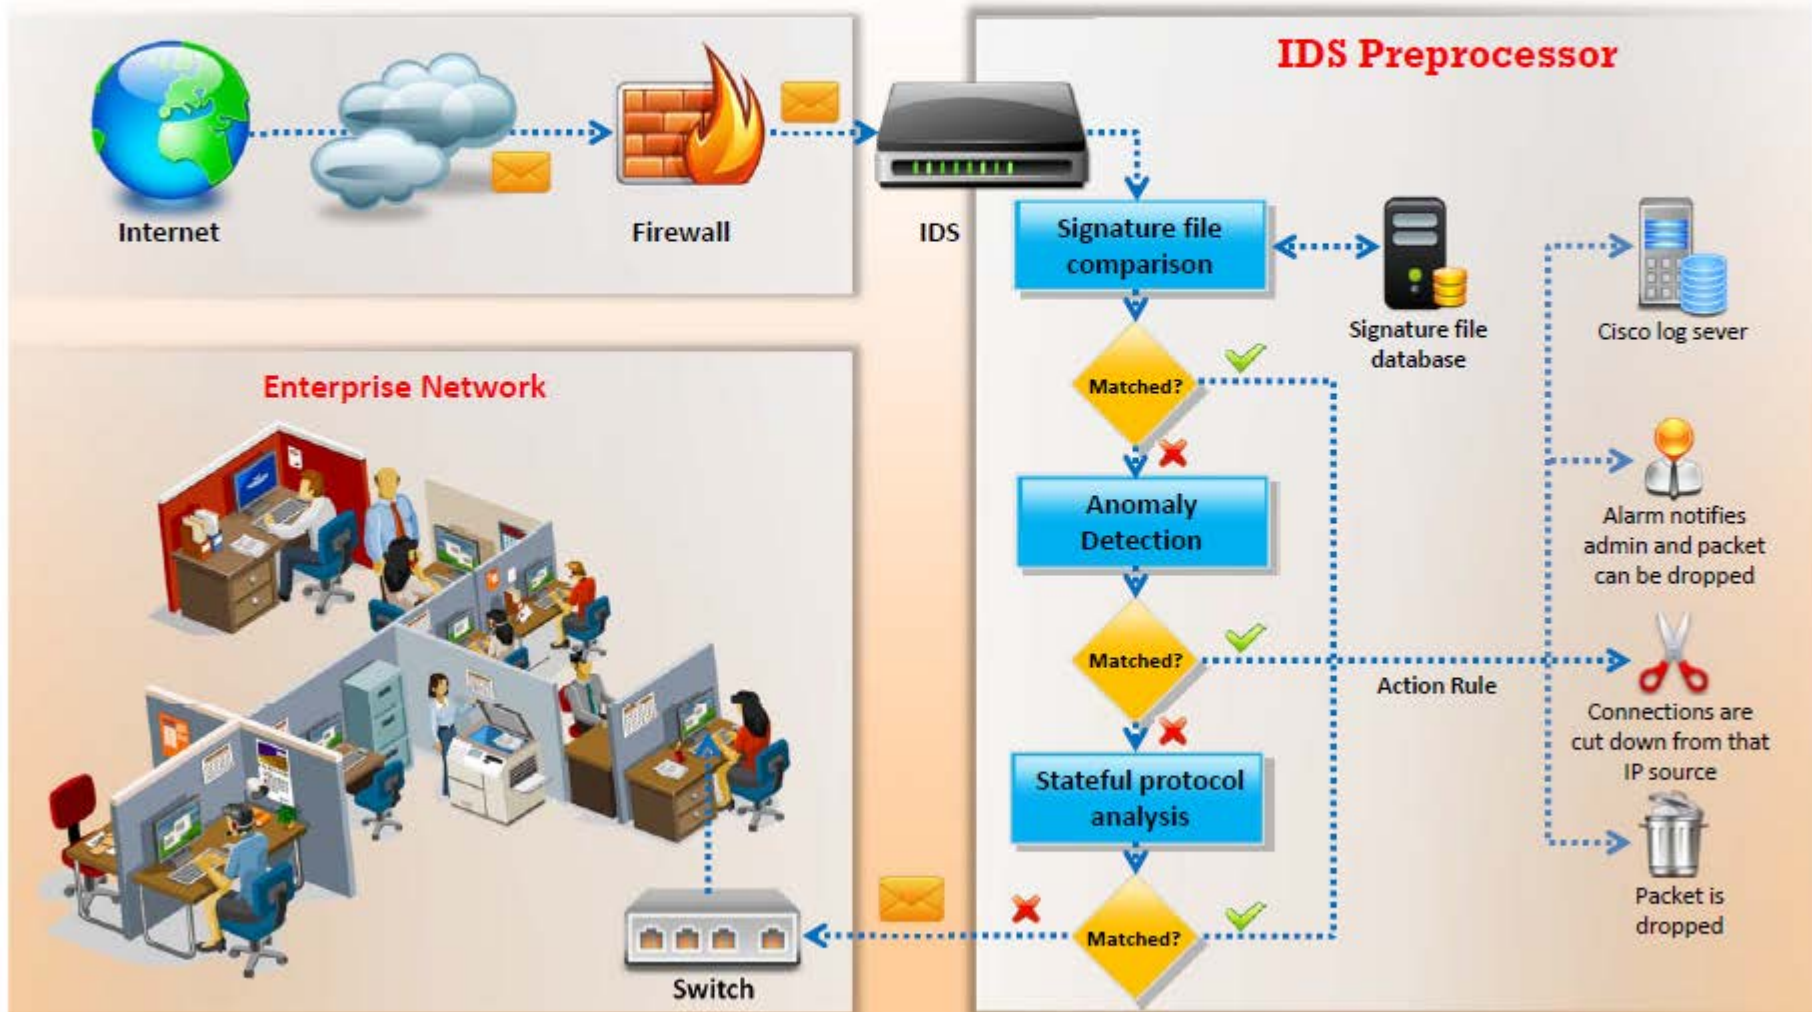 IDS Preprocessor
Internet
Firewall
IDS
Signature file
comparison
Signature file
database
Cisco log sever
Matched?
Enterprise Network
Alarm notifies
admin and packet
can be dropped
Anomaly
Detection
Matched?
Action Rule
Connections are
cut down from that
IP source
Stateful protocol
analysis
Packet is
dropped
Matched?
Switch